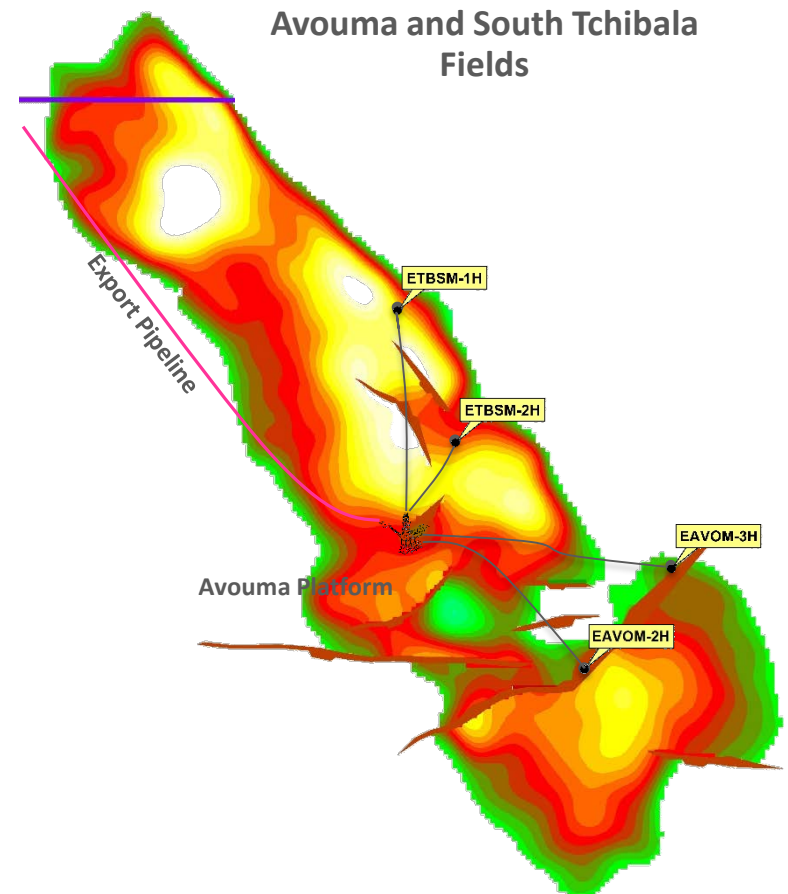 Avouma and South Tchibala
Fields
Export Pipeline
ETBSM-1H
ETBSM-2H
EAVOM-3H
Avouma Platform
EAVOM-2H